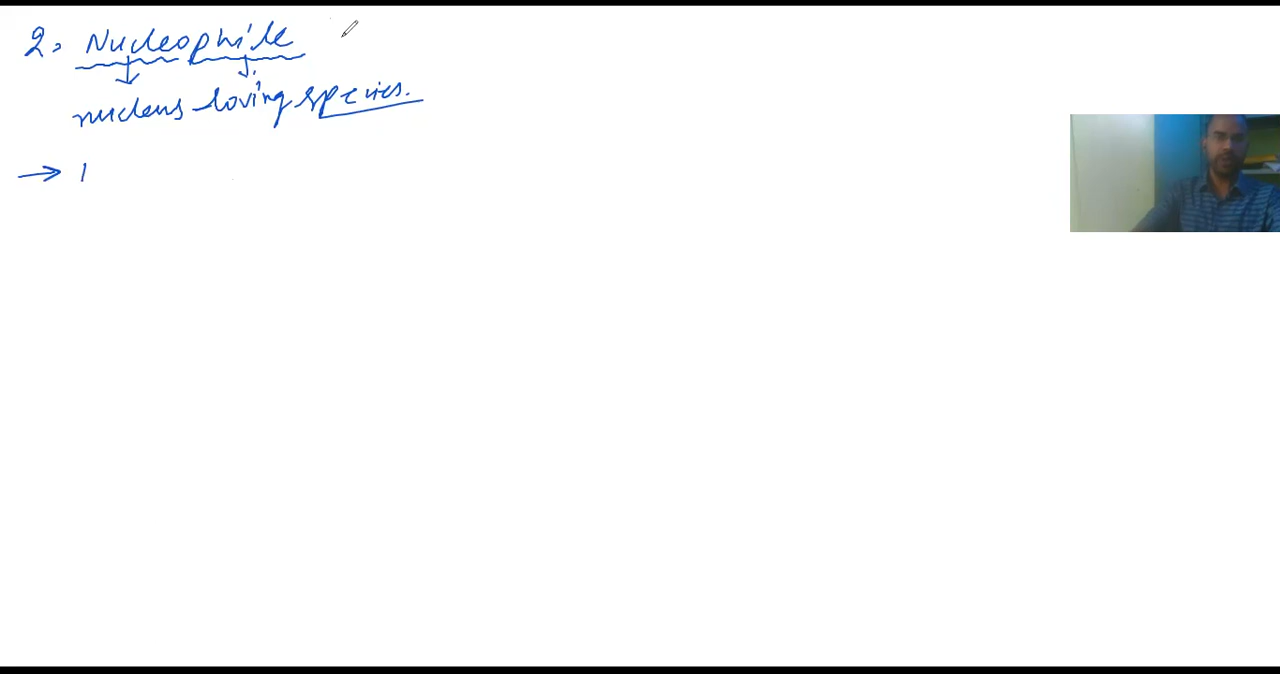 2. Nucleophile
nucleus loving species.
→ 1